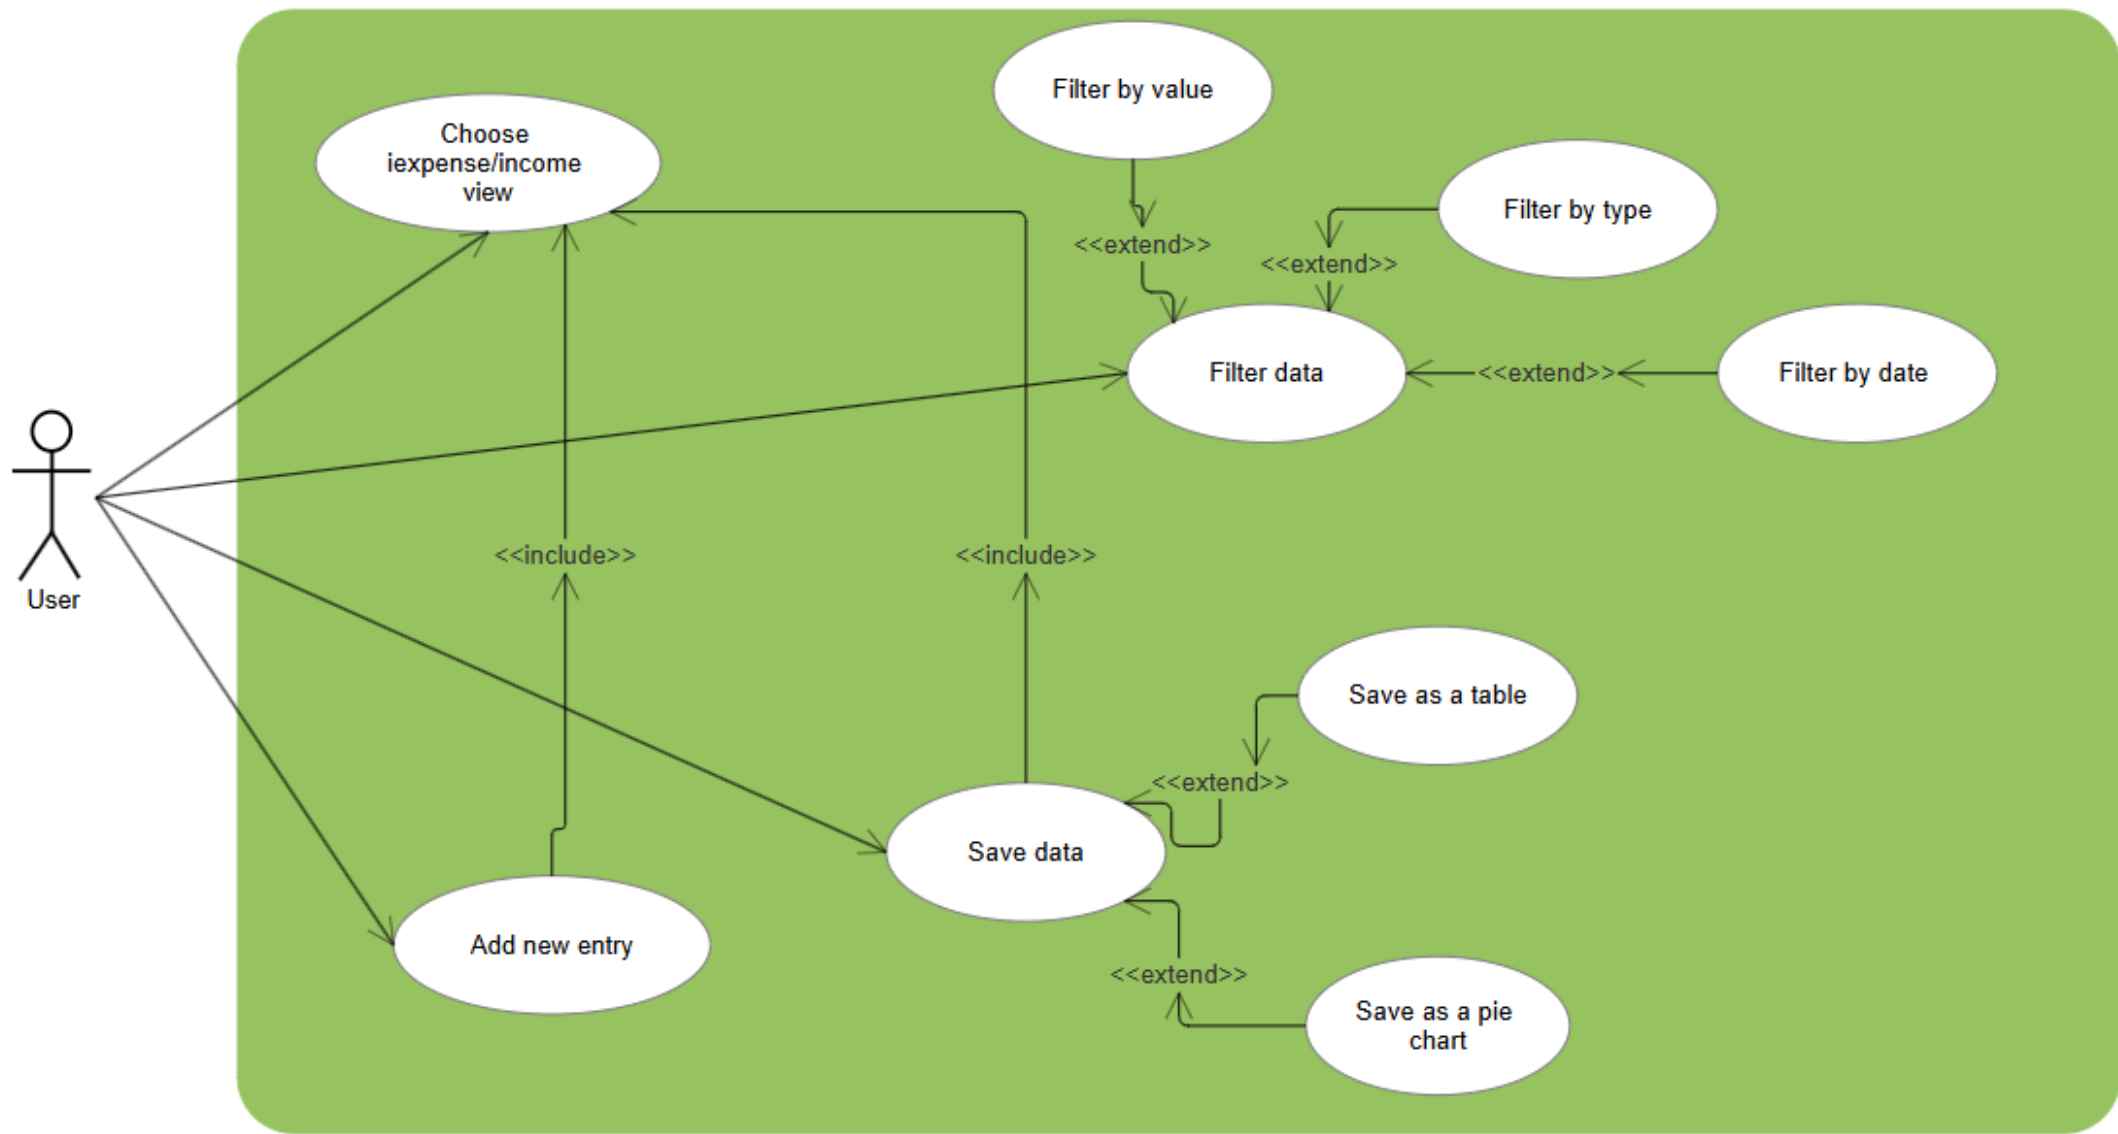 Filter by value
Choose
iexpense/income
view
Filter by type
<<extend>>
<<extend>>
Filter data
<<extend>>
Filter by date
<<include>>
<<include>>
User
Save as a table
<<extend>>
Save data
Add new entry
<<extend>>
Save as a pie
chart